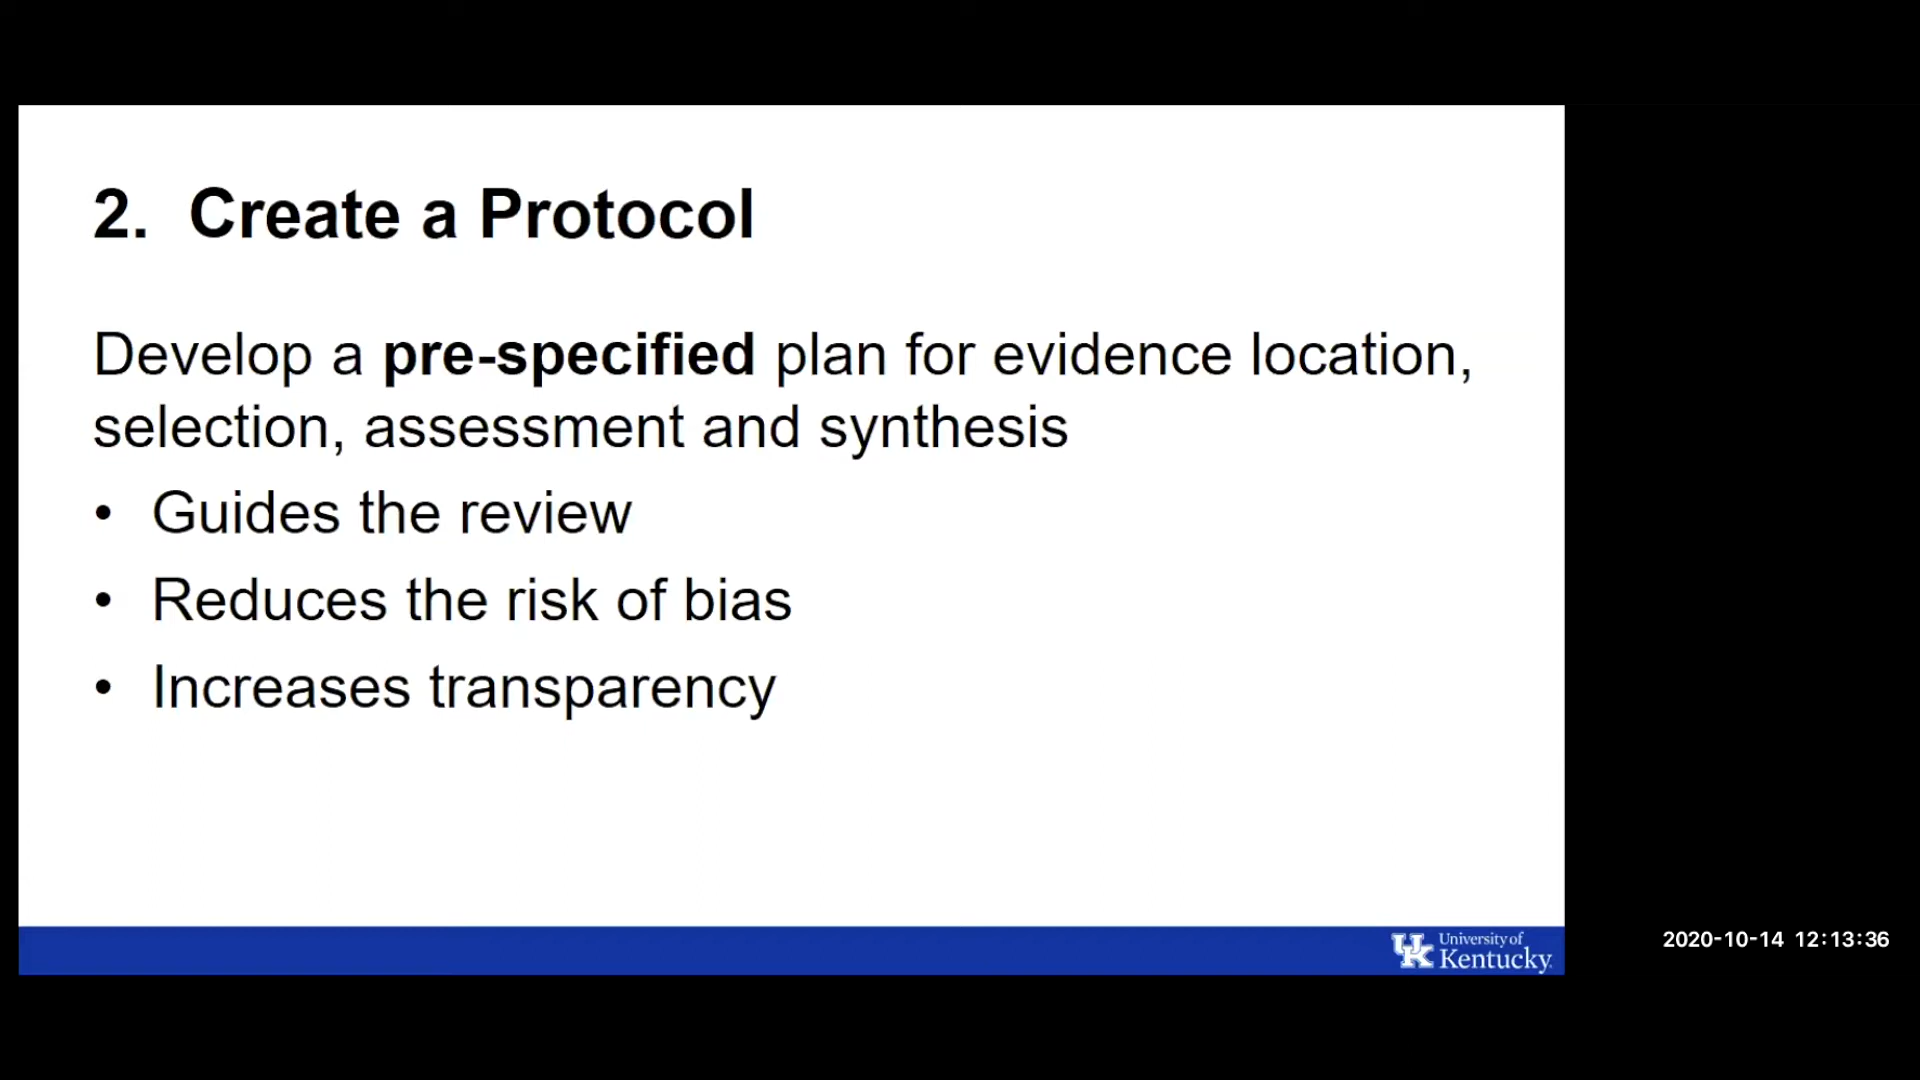 2. Create a Protocol
Develop a pre-specified plan for evidence location,
selection, assessment and synthesis
• Guides the review
• Reduces the risk of bias
• Increases transparency
UK University of
Kentucky.
2020-10-14 12:13:36